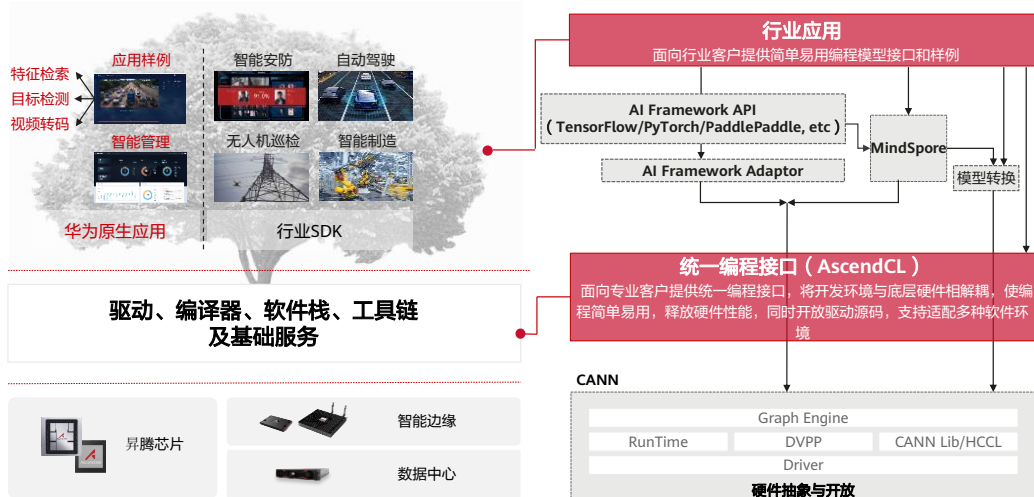 应用样例
特征检索
目标检测
视频转码
智能管理
华为原生应用
智能安防
自动驾驶
91.0%
无人机巡检
智能制造
行业SDK
驱动、编译器、软件栈、工具链
及基础服务
昇腾芯片
智能边缘
数据中心
行业应用
面向行业客户提供简单易用编程模型接口和样例
AI Framework API
（TensorFlow/PyTorch/PaddlePaddle, etc）
MindSpore
AI Framework Adaptor
模型转换
统一编程接口（AscendCL）
面向专业客户提供统一编程接口，将开发环境与底层硬件相解耦，使编
程简单易用，释放硬件性能，同时开放驱动源码，支持适配多种软件环
境
CANN
Graph Engine
RunTime
DVPP
CANN Lib/HCCL
Driver
硬件抽象与开放